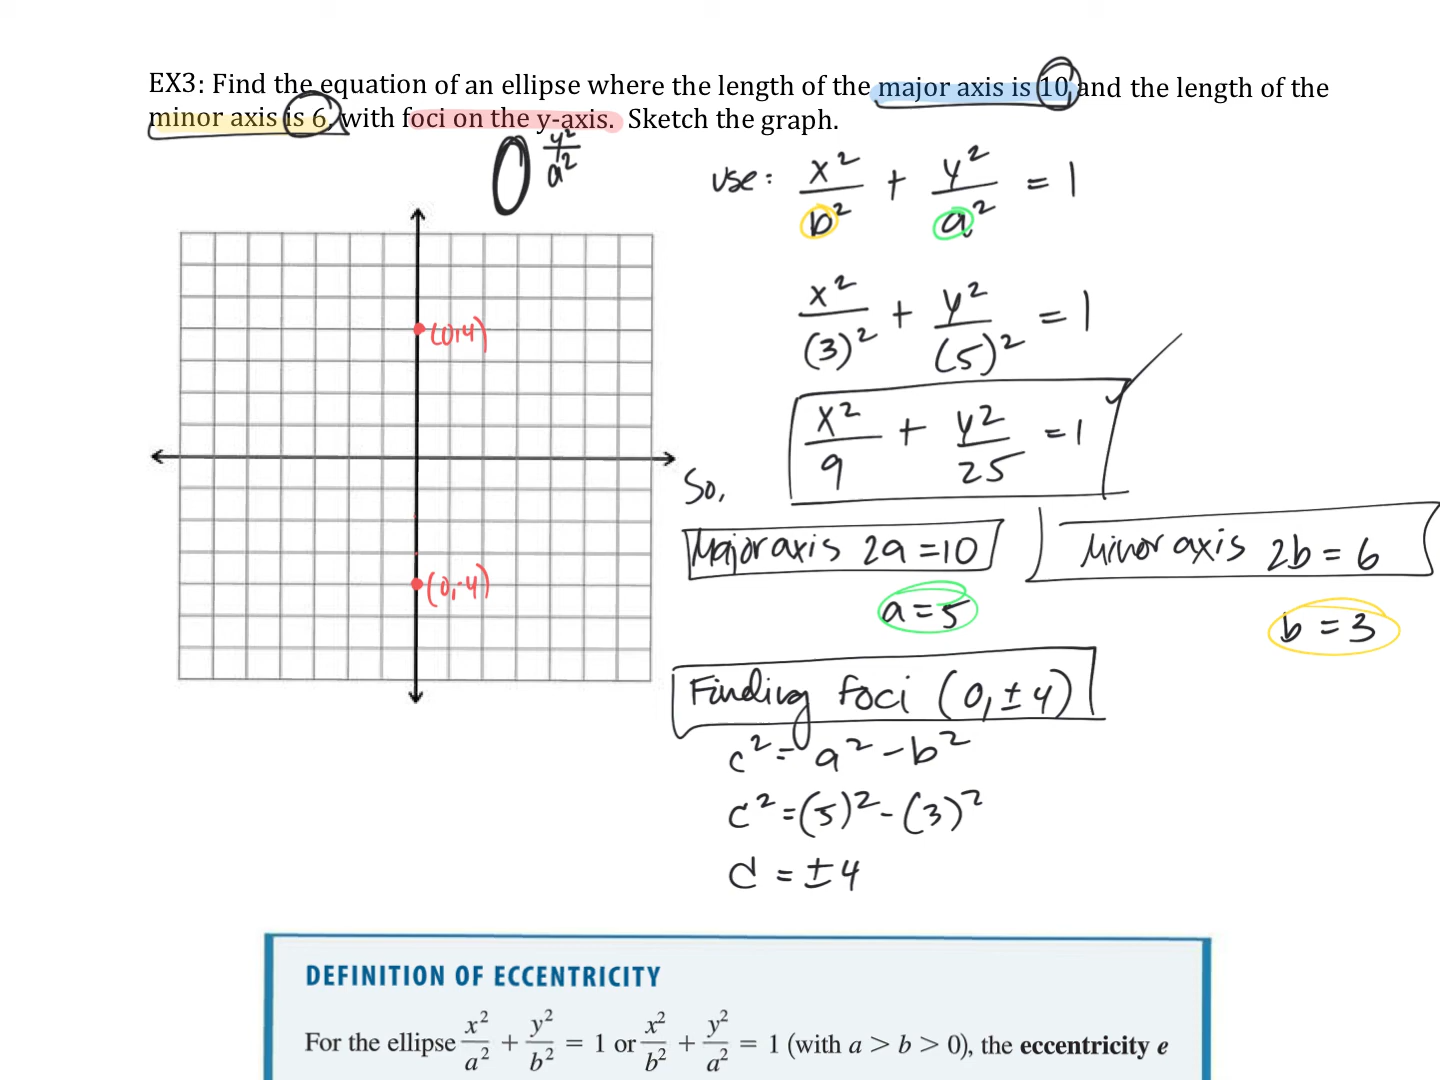 EX3: Find the equation of an ellipse where the length of the major axis is 10, and the length of the
minor axis is 6, with foci on the y-axis. Sketch the graph.
y²/a²
use: x²/b² + y²/a² = 1
x²/(3)² + y²/(5)² = 1
x²/9 + y²/25 = 1
(0,4)
(0,-4)
So,
Major axis 2a = 10
a = 5
Minor axis 2b = 6
b = 3
Finding foci (0, ±4)
c² = a² - b²
c² = (5)² - (3)²
c = ±4
DEFINITION OF ECCENTRICITY
For the ellipse x²/a² + y²/b² = 1 or x²/b² + y²/a² = 1 (with a > b > 0), the eccentricity e